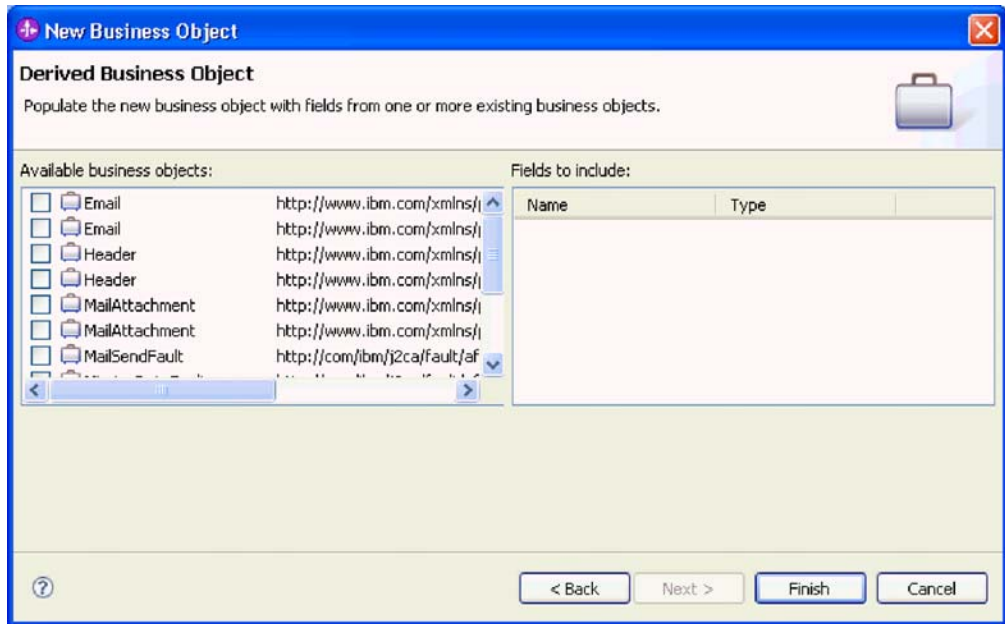 New Business Object
Derived Business Object
Populate the new business object with fields from one or more existing business objects.
Available business objects:
Fields to include:
Email http://www.ibm.com/xmlns/
Email http://www.ibm.com/xmlns/
Header http://www.ibm.com/xmlns/
Header http://www.ibm.com/xmlns/
MailAttachment http://www.ibm.com/xmlns/
MailAttachment http://www.ibm.com/xmlns/
MailSendFault http://com/ibm/j2ca/fault/af
Name Type
?
< Back Next > Finish Cancel